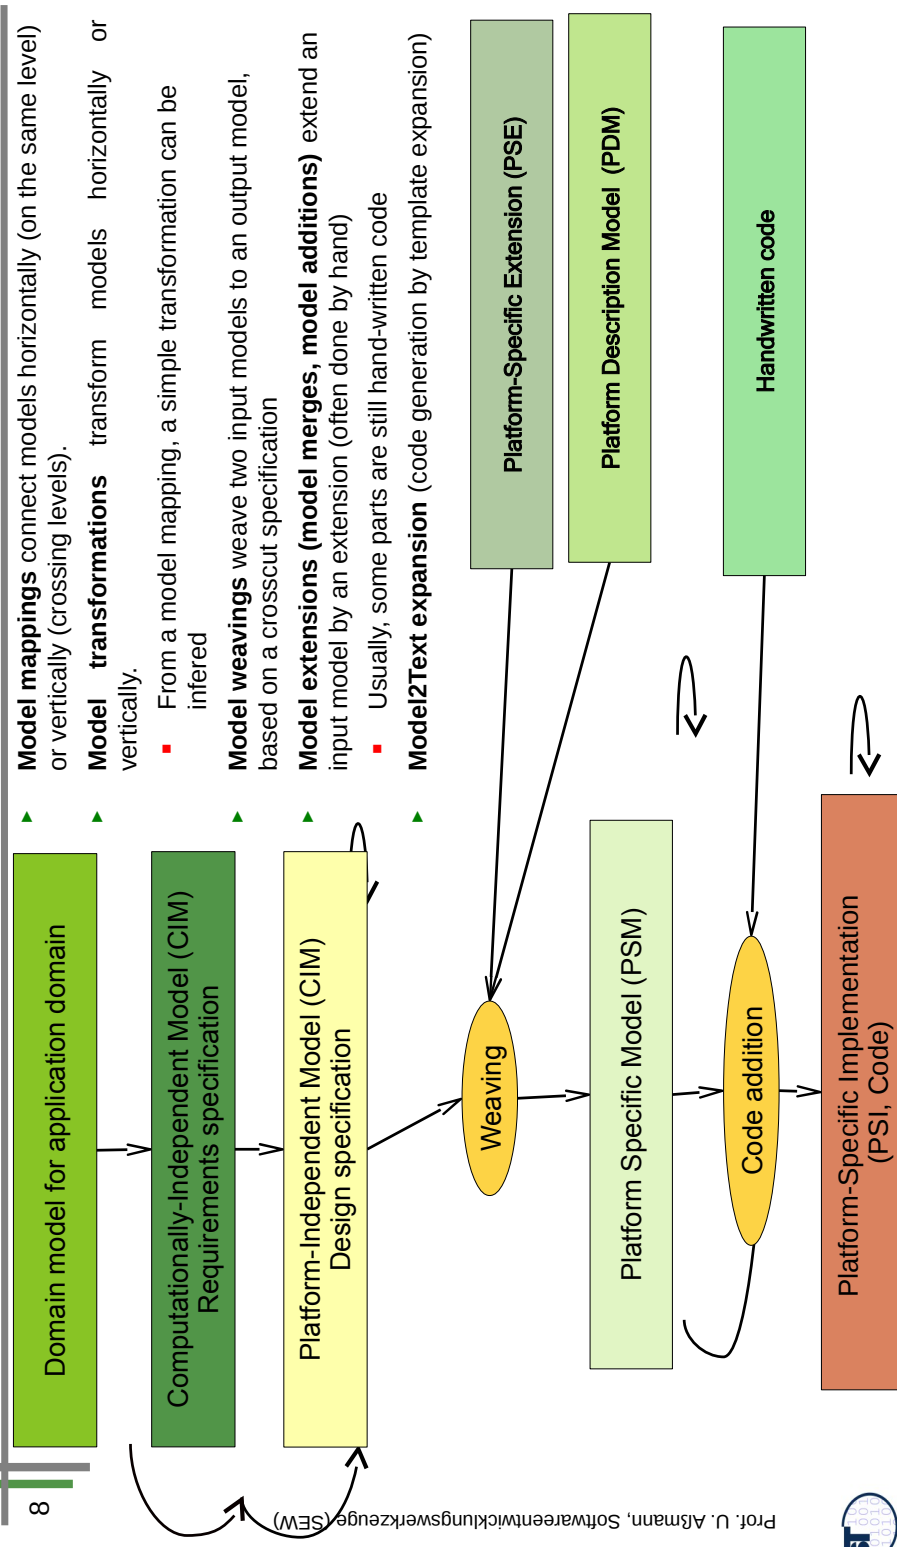 8
Model mappings connect models horizontally (on the same level)
or vertically (crossing levels).
Model transformations transform models horizontally or
vertically.
From a model mapping, a simple transformation can be
infered
Model weavings weave two input models to an output model,
based on a crosscut specification
Model extensions (model merges, model additions) extend an
input model by an extension (often done by hand)
Usually, some parts are still hand-written code
Model2Text expansion (code generation by template expansion)
Domain model for application domain
Computationally-Independent Model (CIM)
Requirements specification
Platform-Independent Model (CIM)
Design specification
Weaving
Platform-Specific Extension (PSE)
Platform Description Model (PDM)
Platform Specific Model (PSM)
Handwritten code
Code addition
Platform-Specific Implementation
(PSI, Code)
Prof. U. Aßmann, Softwareentwicklungswerkzeuge (SEW)